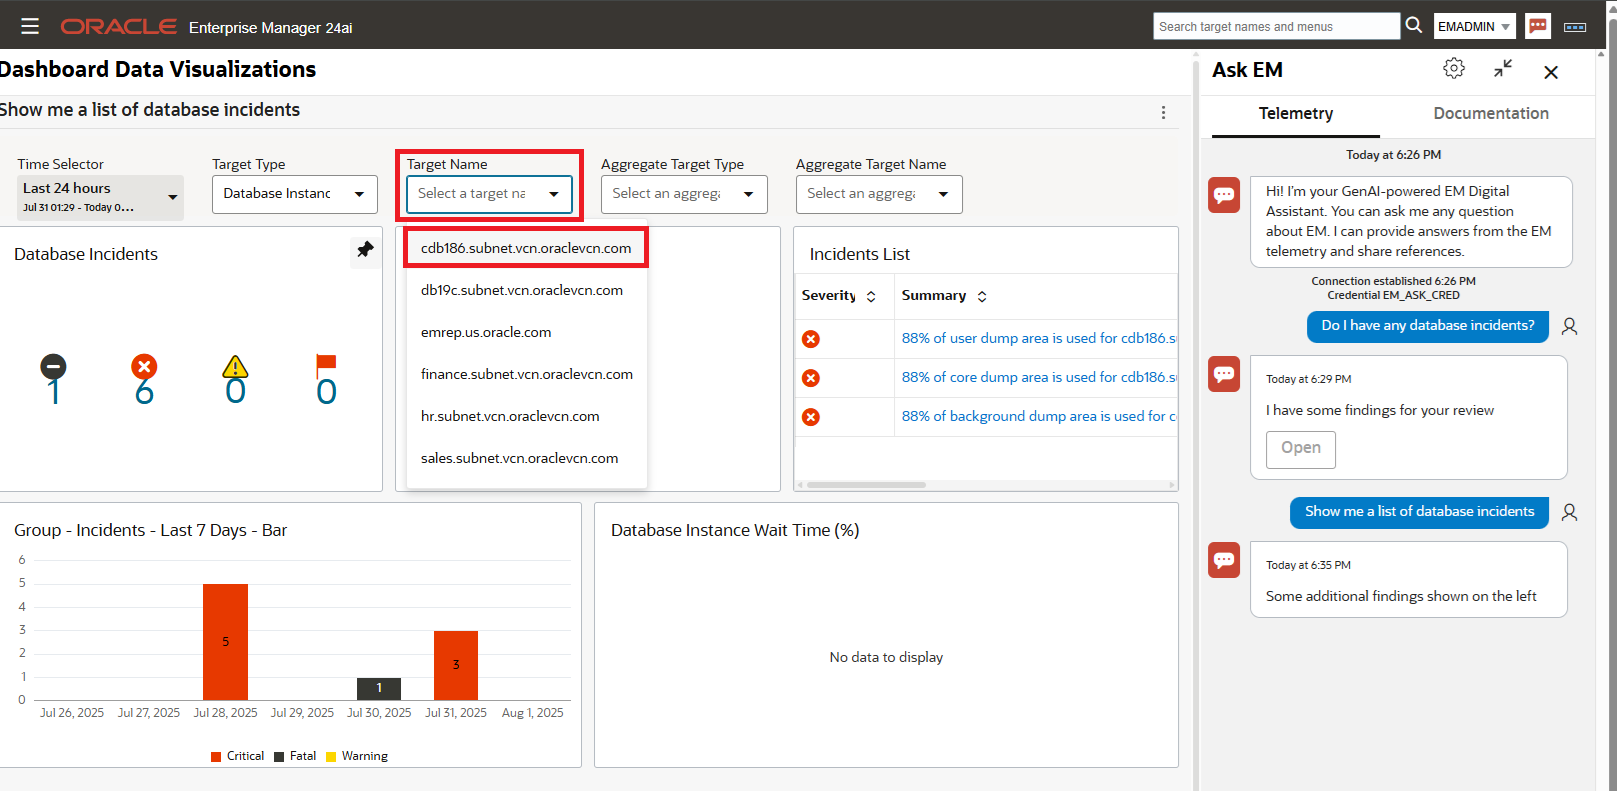 ORACLE Enterprise Manager 24ai
Search target names and menus
EMADMIN
Dashboard Data Visualizations
Show me a list of database incidents
Time Selector
Last 24 hours
Jul 31 01:29 - Today 0...
Target Type
Database Instanc
Target Name
Select a target na
Aggregate Target Type
Select an aggrega
Aggregate Target Name
Select an aggrega
cdb186.subnet.vcn.oraclevcn.com
db19c.subnet.vcn.oraclevcn.com
emrep.us.oracle.com
finance.subnet.vcn.oraclevcn.com
hr.subnet.vcn.oraclevcn.com
sales.subnet.vcn.oraclevcn.com
Database Incidents
1 6 0 0
Incidents List
Severity Summary
88% of user dump area is used for cdb186.su
88% of core dump area is used for cdb186.su
88% of background dump area is used for c
Group - Incidents - Last 7 Days - Bar
6
5
4
3
2
1
0
5
1
3
Jul 26, 2025 Jul 27, 2025 Jul 28, 2025 Jul 29, 2025 Jul 30, 2025 Jul 31, 2025 Aug 1, 2025
Critical Fatal Warning
Database Instance Wait Time (%)
No data to display
Ask EM
Telemetry Documentation
Today at 6:26 PM
Hi! I'm your GenAI-powered EM Digital
Assistant. You can ask me any question
about EM. I can provide answers from the EM
telemetry and share references.
Connection established 6:26 PM
Credential EM_ASK_CRED
Do I have any database incidents?
Today at 6:29 PM
I have some findings for your review
Open
Show me a list of database incidents
Today at 6:35 PM
Some additional findings shown on the left